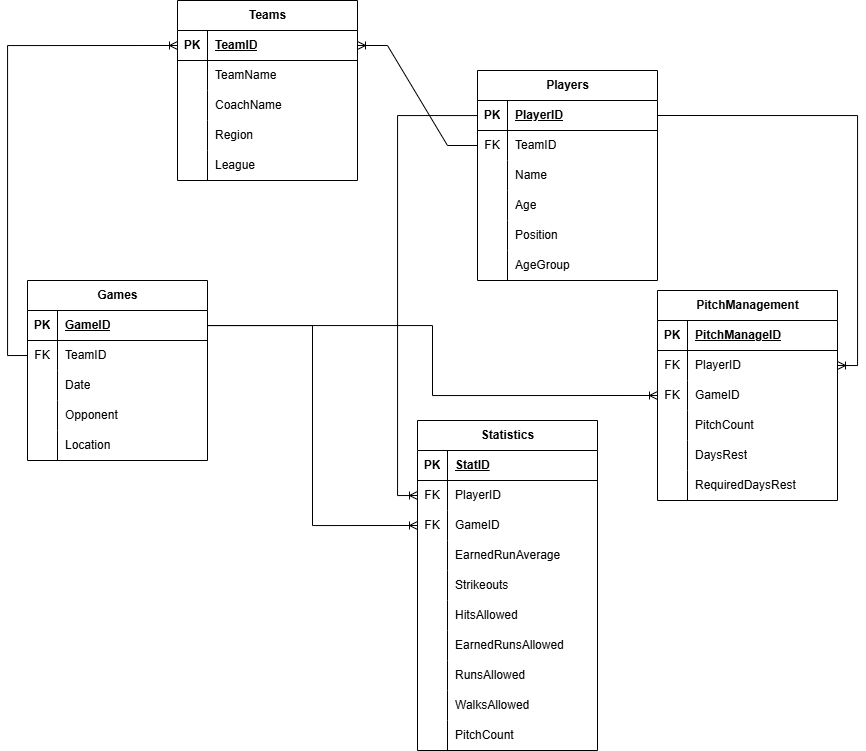 Teams
PK TeamID
TeamName
CoachName
Region
League
Players
PK PlayerID
FK TeamID
Name
Age
Position
AgeGroup
Games
PK GameID
FK TeamID
Date
Opponent
Location
PitchManagement
PK PitchManageID
FK PlayerID
FK GameID
PitchCount
DaysRest
RequiredDaysRest
Statistics
PK StatID
FK PlayerID
FK GameID
EarnedRunAverage
Strikeouts
HitsAllowed
EarnedRunsAllowed
RunsAllowed
WalksAllowed
PitchCount